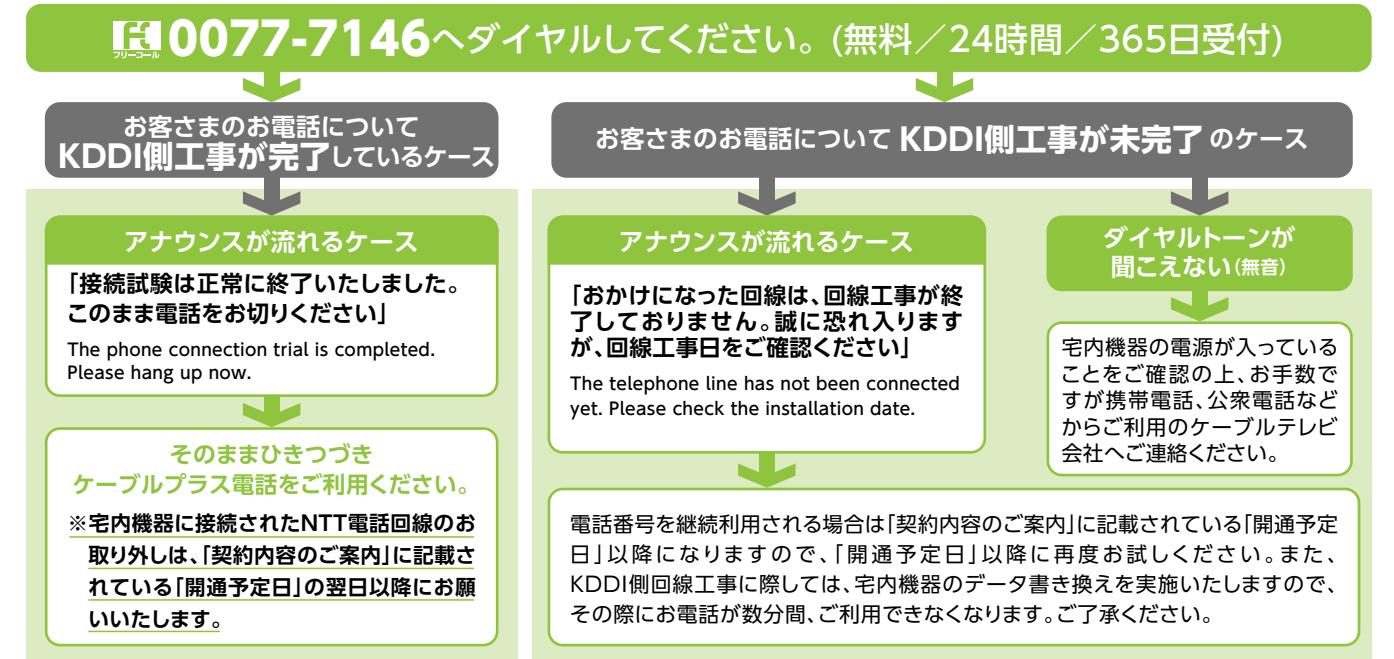 フリーコール 0077-7146へダイヤルしてください。(無料／24時間／365日受付)
お客さまのお電話について
KDDI側工事が完了しているケース
アナウンスが流れるケース
「接続試験は正常に終了いたしました。
このまま電話をお切りください」
The phone connection trial is completed.
Please hang up now.
そのままひきつづき
ケーブルプラス電話をご利用ください。
※宅内機器に接続されたNTT電話回線のお
取り外しは、「契約内容のご案内」に記載さ
れている「開通予定日」の翌日以降にお願
いいたします。
お客さまのお電話について KDDI側工事が未完了 のケース
アナウンスが流れるケース
「おかけになった回線は、回線工事が終
了しておりません。誠に恐れ入ります
が、回線工事日をご確認ください」
The telephone line has not been connected
yet. Please check the installation date.
ダイヤルトーンが
聞こえない(無音)
宅内機器の電源が入っている
ことをご確認の上、お手数で
すが携帯電話、公衆電話など
からご利用のケーブルテレビ
会社へご連絡ください。
電話番号を継続利用される場合は「契約内容のご案内」に記載されている「開通予定
日」以降になりますので、「開通予定日」以降に再度お試しください。また、
KDDI側回線工事に際しては、宅内機器のデータ書き換えを実施いたしますので、
その際にお電話が数分間、ご利用できなくなります。ご了承ください。